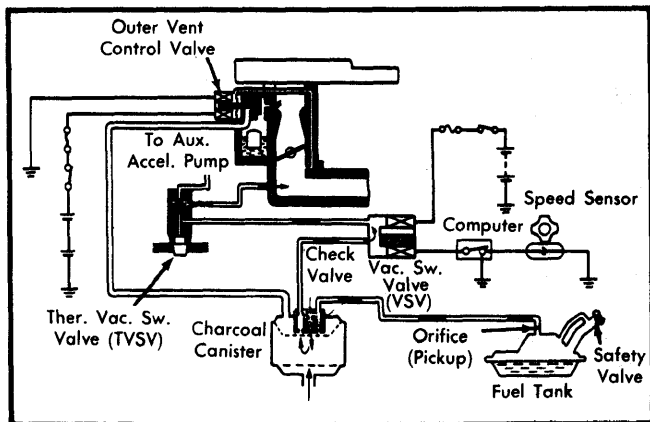 Outer Vent
Control Valve
To Aux.
Accel. Pump
Speed Sensor
Computer
Check
Valve
Vac. Sw.
Valve
(VSV)
Ther. Vac. Sw.
Valve (TVSV)
Charcoal
Canister
Orifice
(Pickup)
Safety
Valve
Fuel Tank